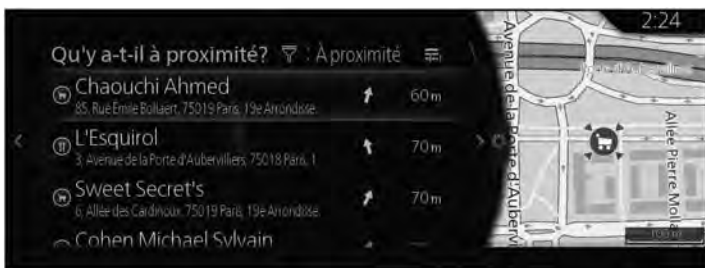 2:24
Qu'y a-t-il à proximité? : À proximité
Chaouchi Ahmed
60 m
85, Rue Émile Bollaert, 75019 Paris, 19e Arrondisse.
L'Esquirol
70 m
3, Avenue de la Porte d'Aubervilliers, 75018 Paris, 1
Sweet Secret's
70 m
6, Allée des Cardinoux, 75019 Paris, 19e Arrondisse.
Cohen Michael Sylvain
Avenue de la Porte d'Aubervi
Allée Pierre Molla